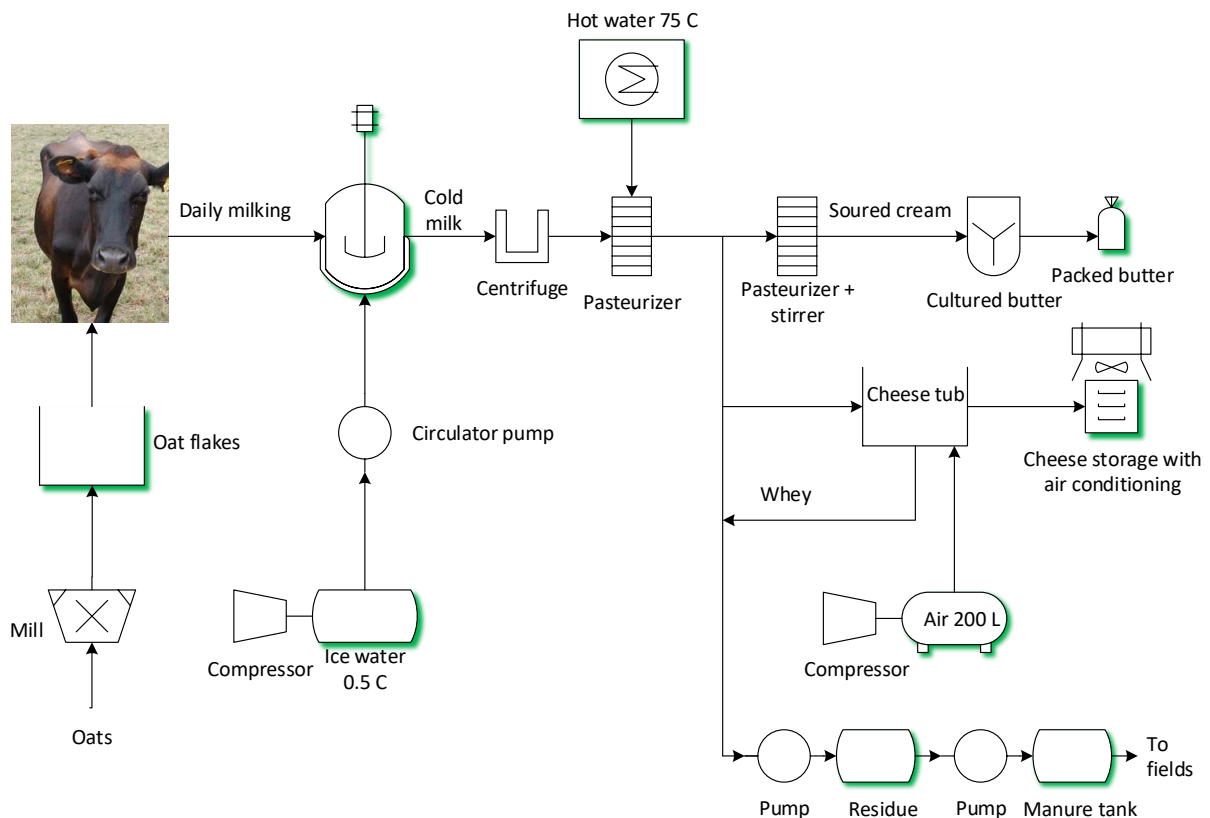 Hot water 75 C
Daily milking
Cold
milk
Centrifuge
Pasteurizer
Soured cream
Pasteurizer +
stirrer
Cultured butter
Packed butter
Oat flakes
Circulator pump
Cheese tub
Cheese storage with
air conditioning
Whey
Mill
Oats
Compressor
Ice water
0.5 C
Compressor
Air 200 L
Pump
Residue
Pump
Manure tank
To
fields